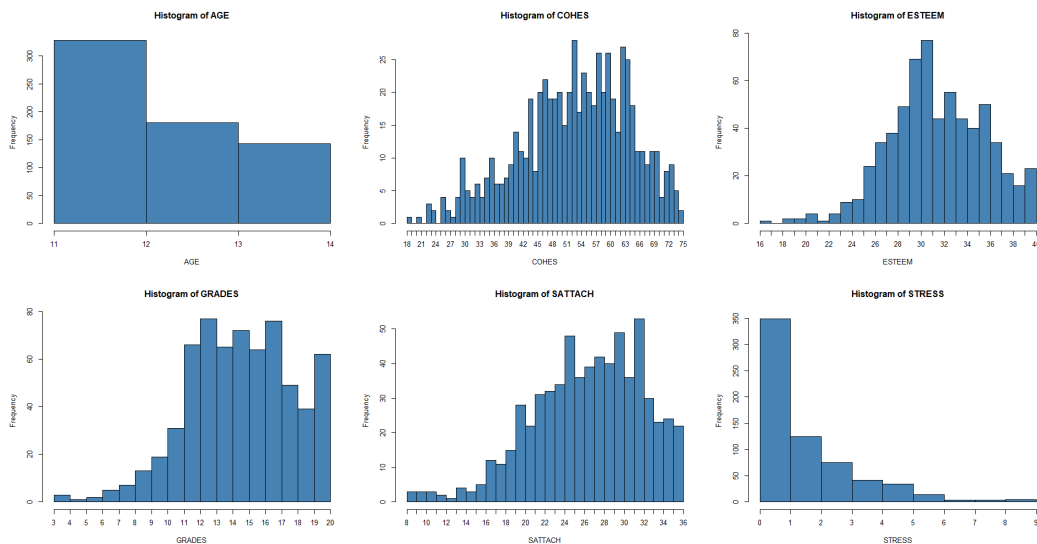 Histogram of AGE
Frequency
0 50 100 150 200 250 300
11 12 13 14
AGE
Histogram of COHES
Frequency
0 5 10 15 20 25
18 21 24 27 30 33 36 39 42 45 48 51 54 57 60 63 66 69 72 75
COHES
Histogram of ESTEEM
Frequency
0 20 40 60 80
16 18 20 22 24 26 28 30 32 34 36 38 40
ESTEEM
Histogram of GRADES
Frequency
0 20 40 60 80
3 4 5 6 7 8 9 10 11 12 13 14 15 16 17 18 19 20
GRADES
Histogram of SATTACH
Frequency
0 10 20 30 40 50
8 10 12 14 16 18 20 22 24 26 28 30 32 34 36
SATTACH
Histogram of STRESS
Frequency
0 50 100 150 200 250 300 350
0 1 2 3 4 5 6 7 8 9
STRESS